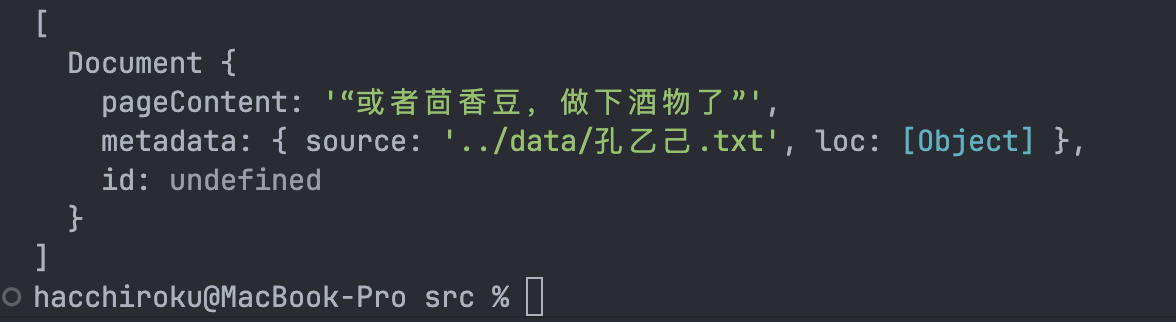 [
Document {
pageContent: '“或者茴香豆，做下酒物了”',
metadata: { source: '../data/孔乙己.txt', loc: [Object] },
id: undefined
}
]
hacchiroku@MacBook-Pro src %